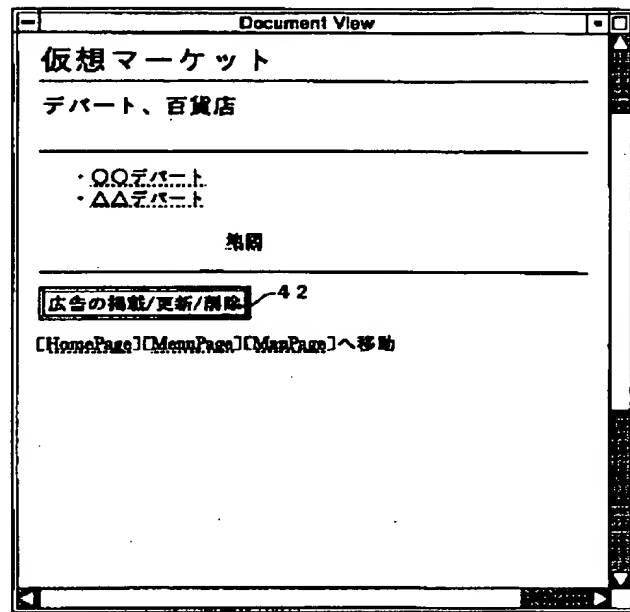 Document View
仮想マーケット
デパート、百貨店
・○○デパート
・△△デパート
地図
広告の掲載/更新/削除
42
[HomePage][MenuPage][MapPage]へ移動